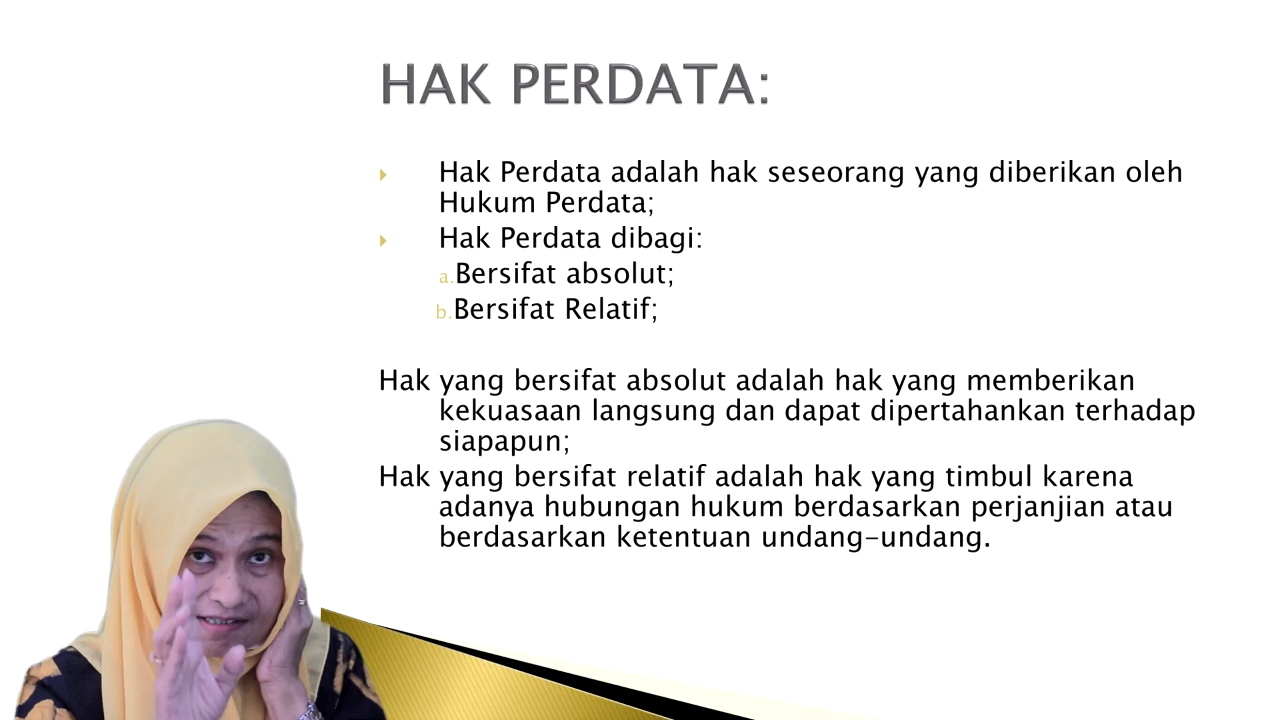 HAK PERDATA:
Hak Perdata adalah hak seseorang yang diberikan oleh
Hukum Perdata;
Hak Perdata dibagi:
a.Bersifat absolut;
b.Bersifat Relatif;
Hak yang bersifat absolut adalah hak yang memberikan
kekuasaan langsung dan dapat dipertahankan terhadap
siapapun;
Hak yang bersifat relatif adalah hak yang timbul karena
adanya hubungan hukum berdasarkan perjanjian atau
berdasarkan ketentuan undang-undang.